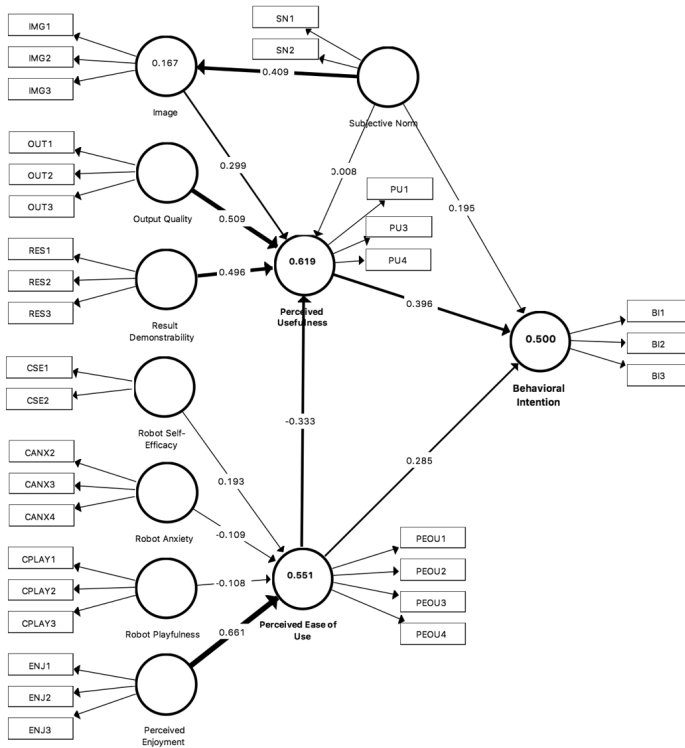 IMG1
IMG2
IMG3
0.167
Image
SN1
SN2
0.409
Subjective Norm
OUT1
OUT2
OUT3
Output Quality
0.299
0.509
0.008
0.195
PU1
PU3
PU4
RES1
RES2
RES3
Result
Demonstrability
0.496
0.619
Perceived
Usefulness
0.396
0.500
Behavioral
Intention
BI1
BI2
BI3
CSE1
CSE2
Robot Self-
Efficacy
0.193
-0.333
0.285
CANX2
CANX3
CANX4
Robot Anxiety
-0.109
CPLAY1
CPLAY2
CPLAY3
Robot Playfulness
-0.108
0.551
Perceived Ease of
Use
PEOU1
PEOU2
PEOU3
PEOU4
0.661
ENJ1
ENJ2
ENJ3
Perceived
Enjoyment